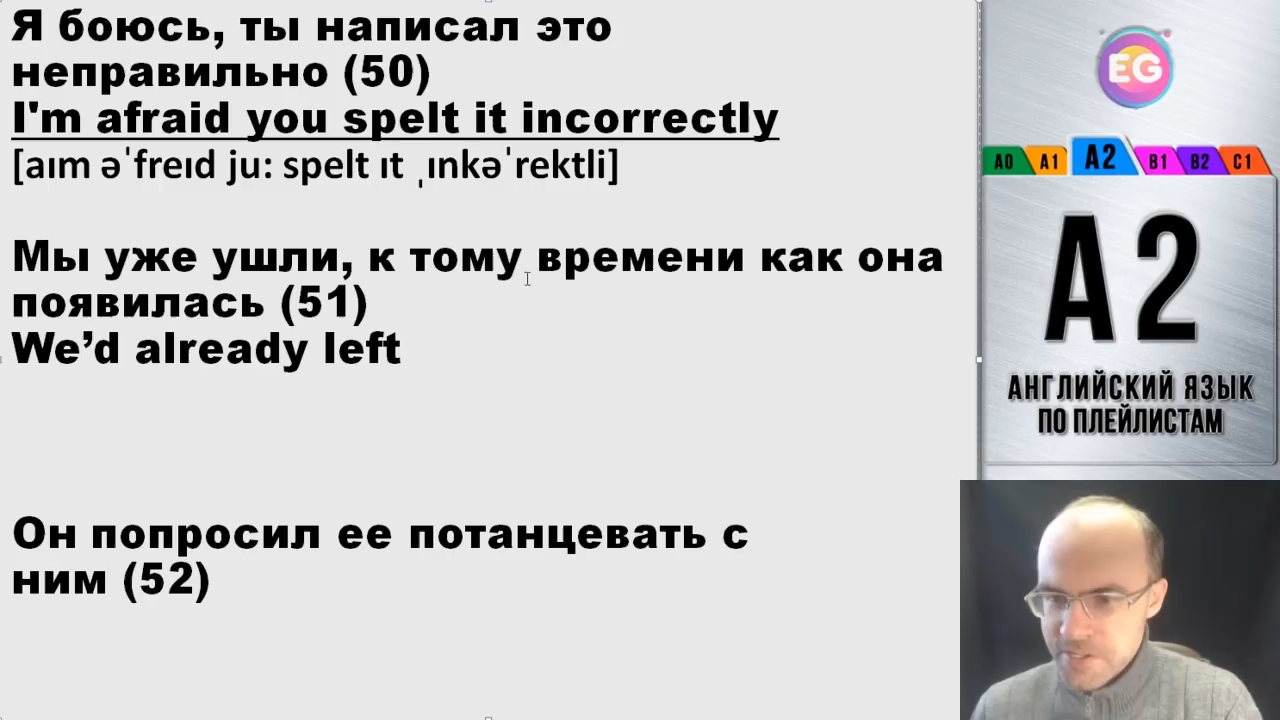 Я боюсь, ты написал это
неправильно (50)
I'm afraid you spelt it incorrectly
[aɪm əˈfreɪd ju: spelt ɪt ˌɪnkəˈrektli]
Мы уже ушли, к тому времени как она
появилась (51)
We’d already left
Он попросил ее потанцевать с
ним (52)
EG
A0 A1 A2 B1 B2 C1
A2
АНГЛИЙСКИЙ ЯЗЫК
ПО ПЛЕЙЛИСТАМ